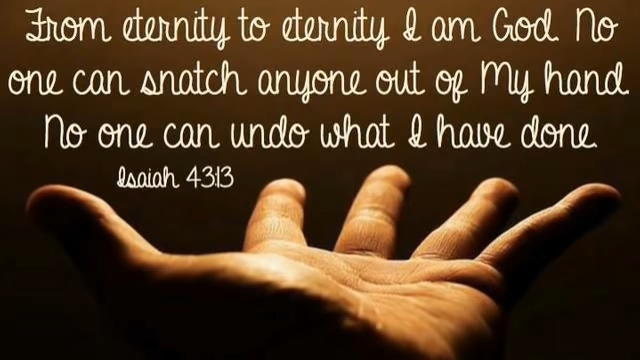 From eternity to eternity I am God. No
one can snatch anyone out of My hand.
No one can undo what I have done.
Isaiah 43:13